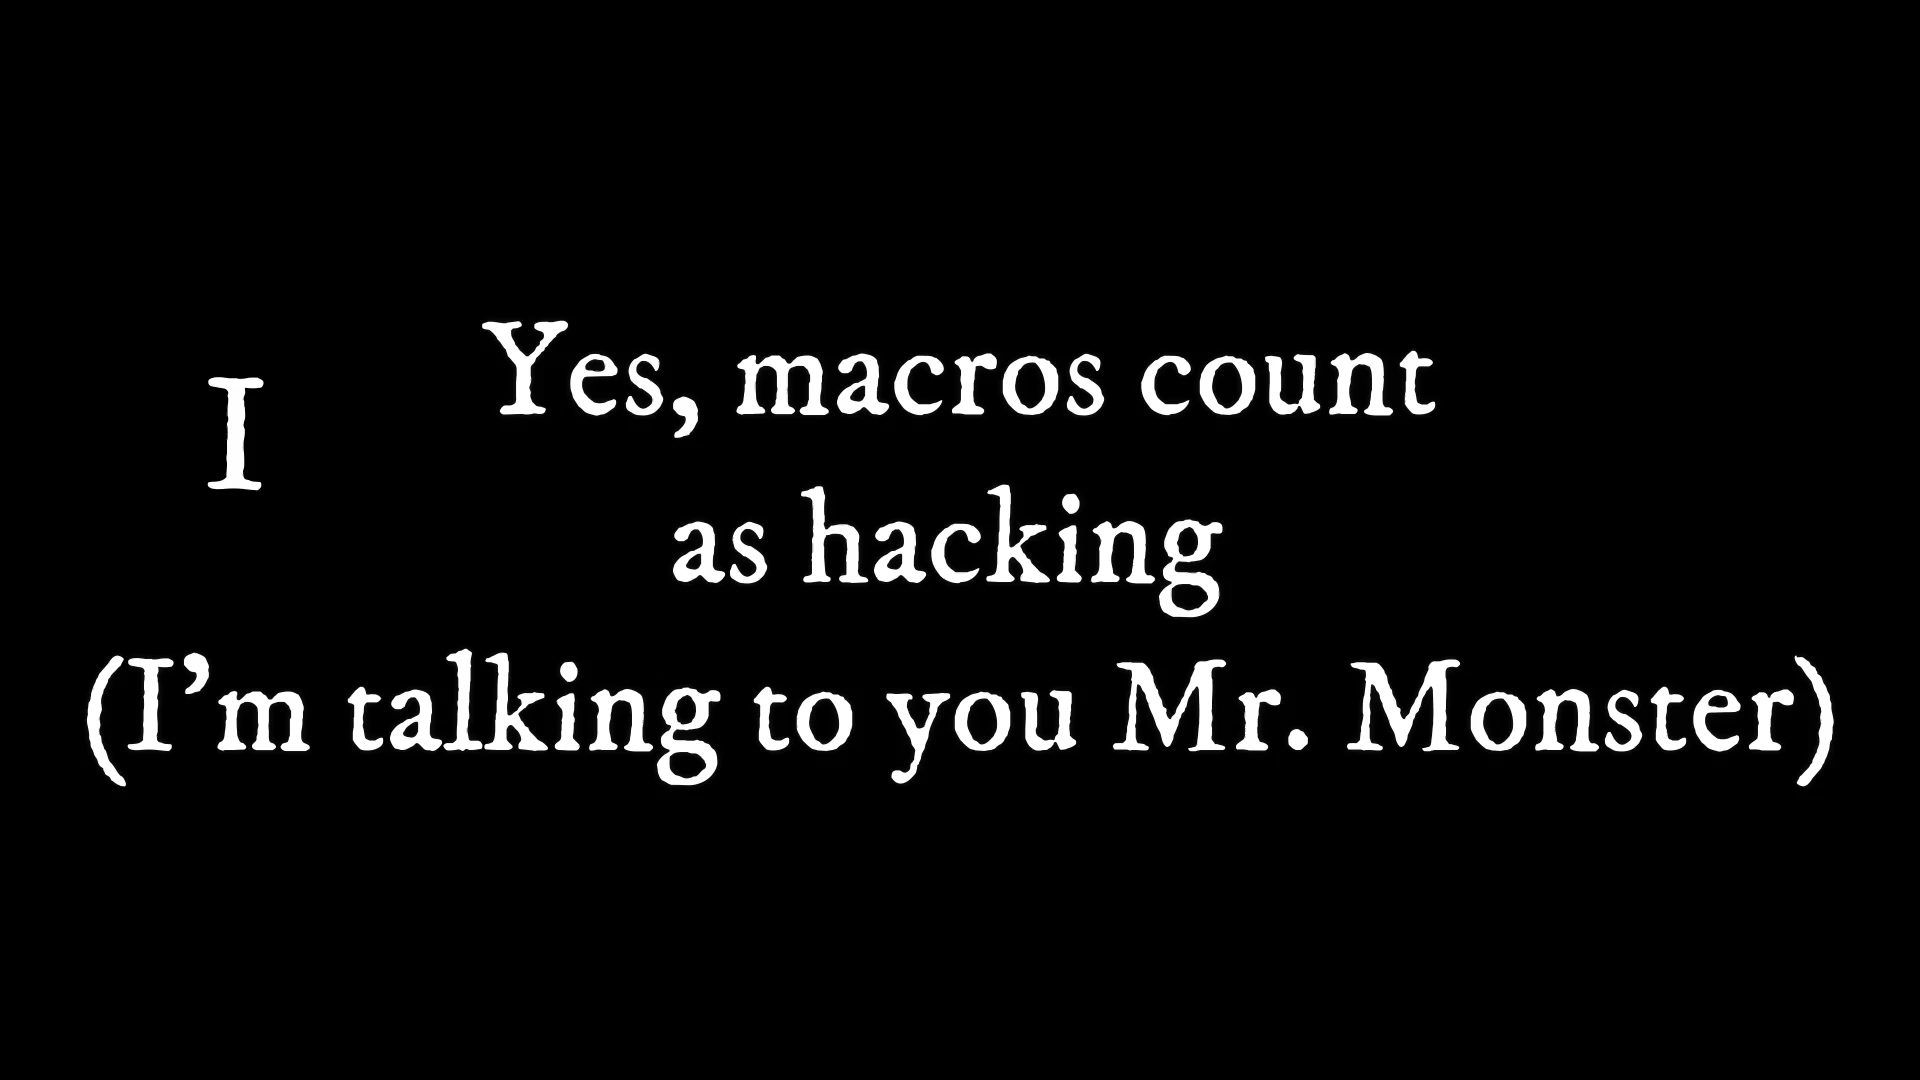 I
Yes, macros count
as hacking
(I’m talking to you Mr. Monster)